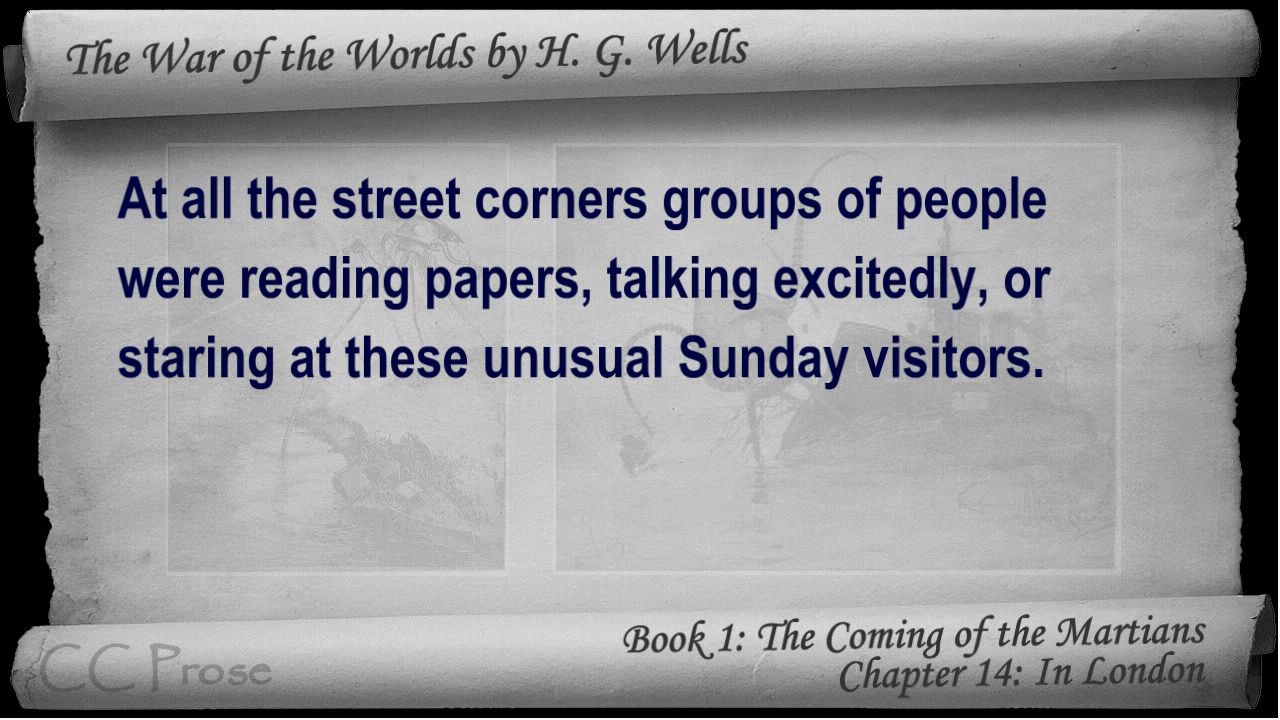 The War of the Worlds by H. G. Wells
At all the street corners groups of people
were reading papers, talking excitedly, or
staring at these unusual Sunday visitors.
Book 1: The Coming of the Martians
Chapter 14: In London
CC Prose